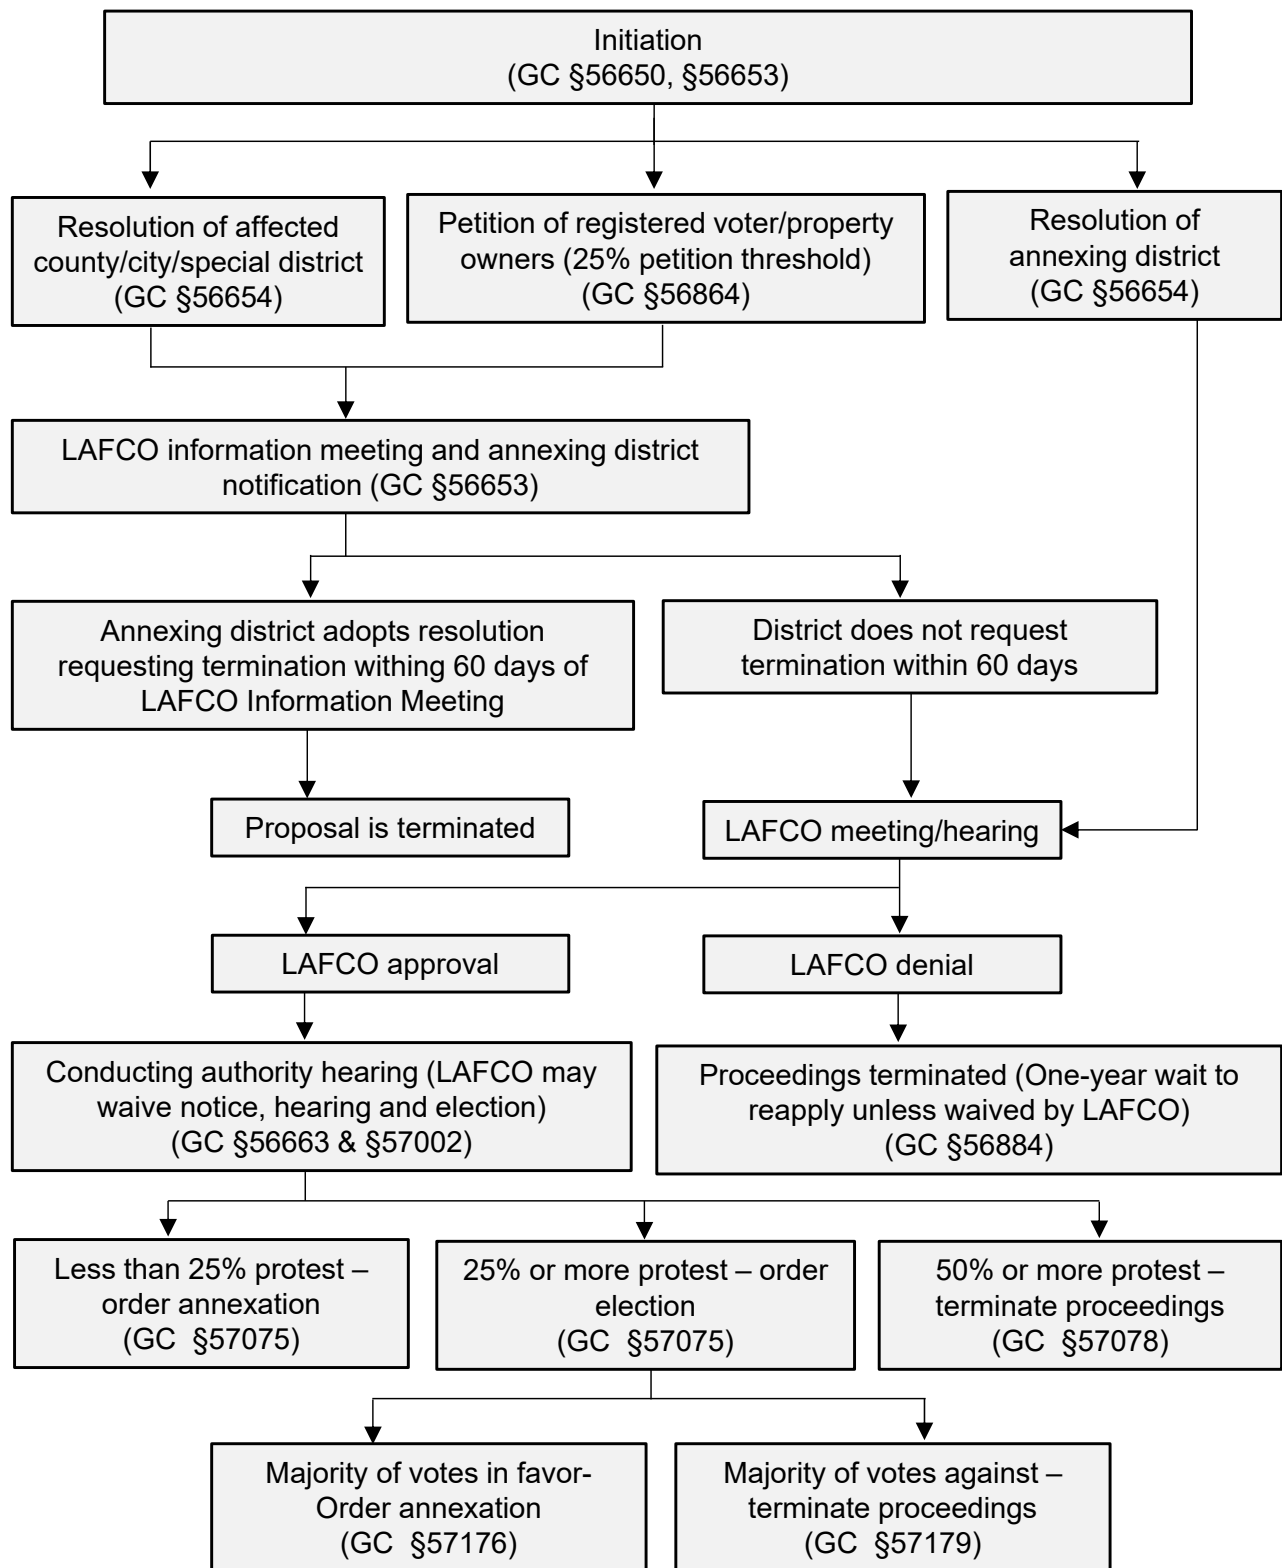 Initiation
(GC §56650, §56653)
Resolution of affected
county/city/special district
(GC §56654)
Petition of registered voter/property
owners (25% petition threshold)
(GC §56864)
Resolution of
annexing district
(GC §56654)
LAFCO information meeting and annexing district
notification (GC §56653)
Annexing district adopts resolution
requesting termination withing 60 days of
LAFCO Information Meeting
District does not request
termination within 60 days
Proposal is terminated
LAFCO meeting/hearing
LAFCO approval
LAFCO denial
Conducting authority hearing (LAFCO may
waive notice, hearing and election)
(GC §56663 & §57002)
Proceedings terminated (One-year wait to
reapply unless waived by LAFCO)
(GC §56884)
Less than 25% protest –
order annexation
(GC  §57075)
25% or more protest – order
election
(GC  §57075)
50% or more protest –
terminate proceedings
(GC  §57078)
Majority of votes in favor-
Order annexation
(GC  §57176)
Majority of votes against –
terminate proceedings
(GC  §57179)